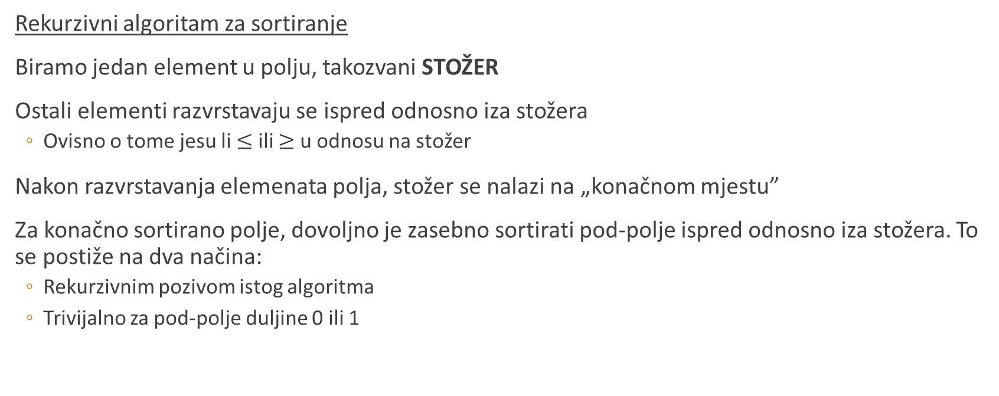 Rekurzivni algoritam za sortiranje
Biramo jedan element u polju, takozvani STOŽER
Ostali elementi razvrstavaju se ispred odnosno iza stožera
◦ Ovisno o tome jesu li ≤ ili ≥ u odnosu na stožer
Nakon razvrstavanja elemenata polja, stožer se nalazi na „konačnom mjestu”
Za konačno sortirano polje, dovoljno je zasebno sortirati pod-polje ispred odnosno iza stožera. To
se postiže na dva načina:
◦ Rekurzivnim pozivom istog algoritma
◦ Trivijalno za pod-polje duljine 0 ili 1